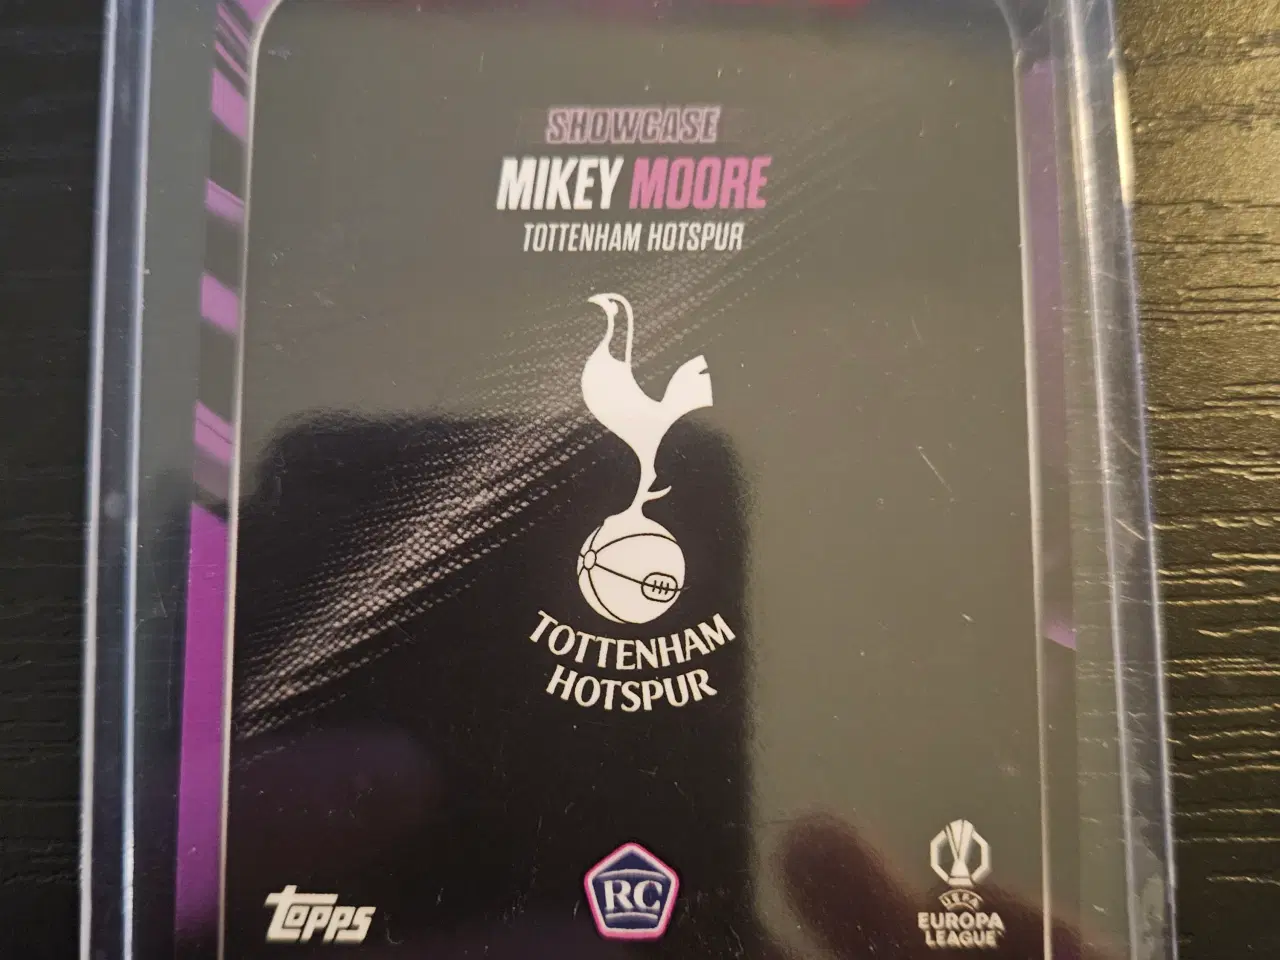 SHOWCASE
MIKEY MOORE
TOTTENHAM HOTSPUR
TOTTENHAM
HOTSPUR
topps
RC
UEFA
EUROPA
LEAGUE